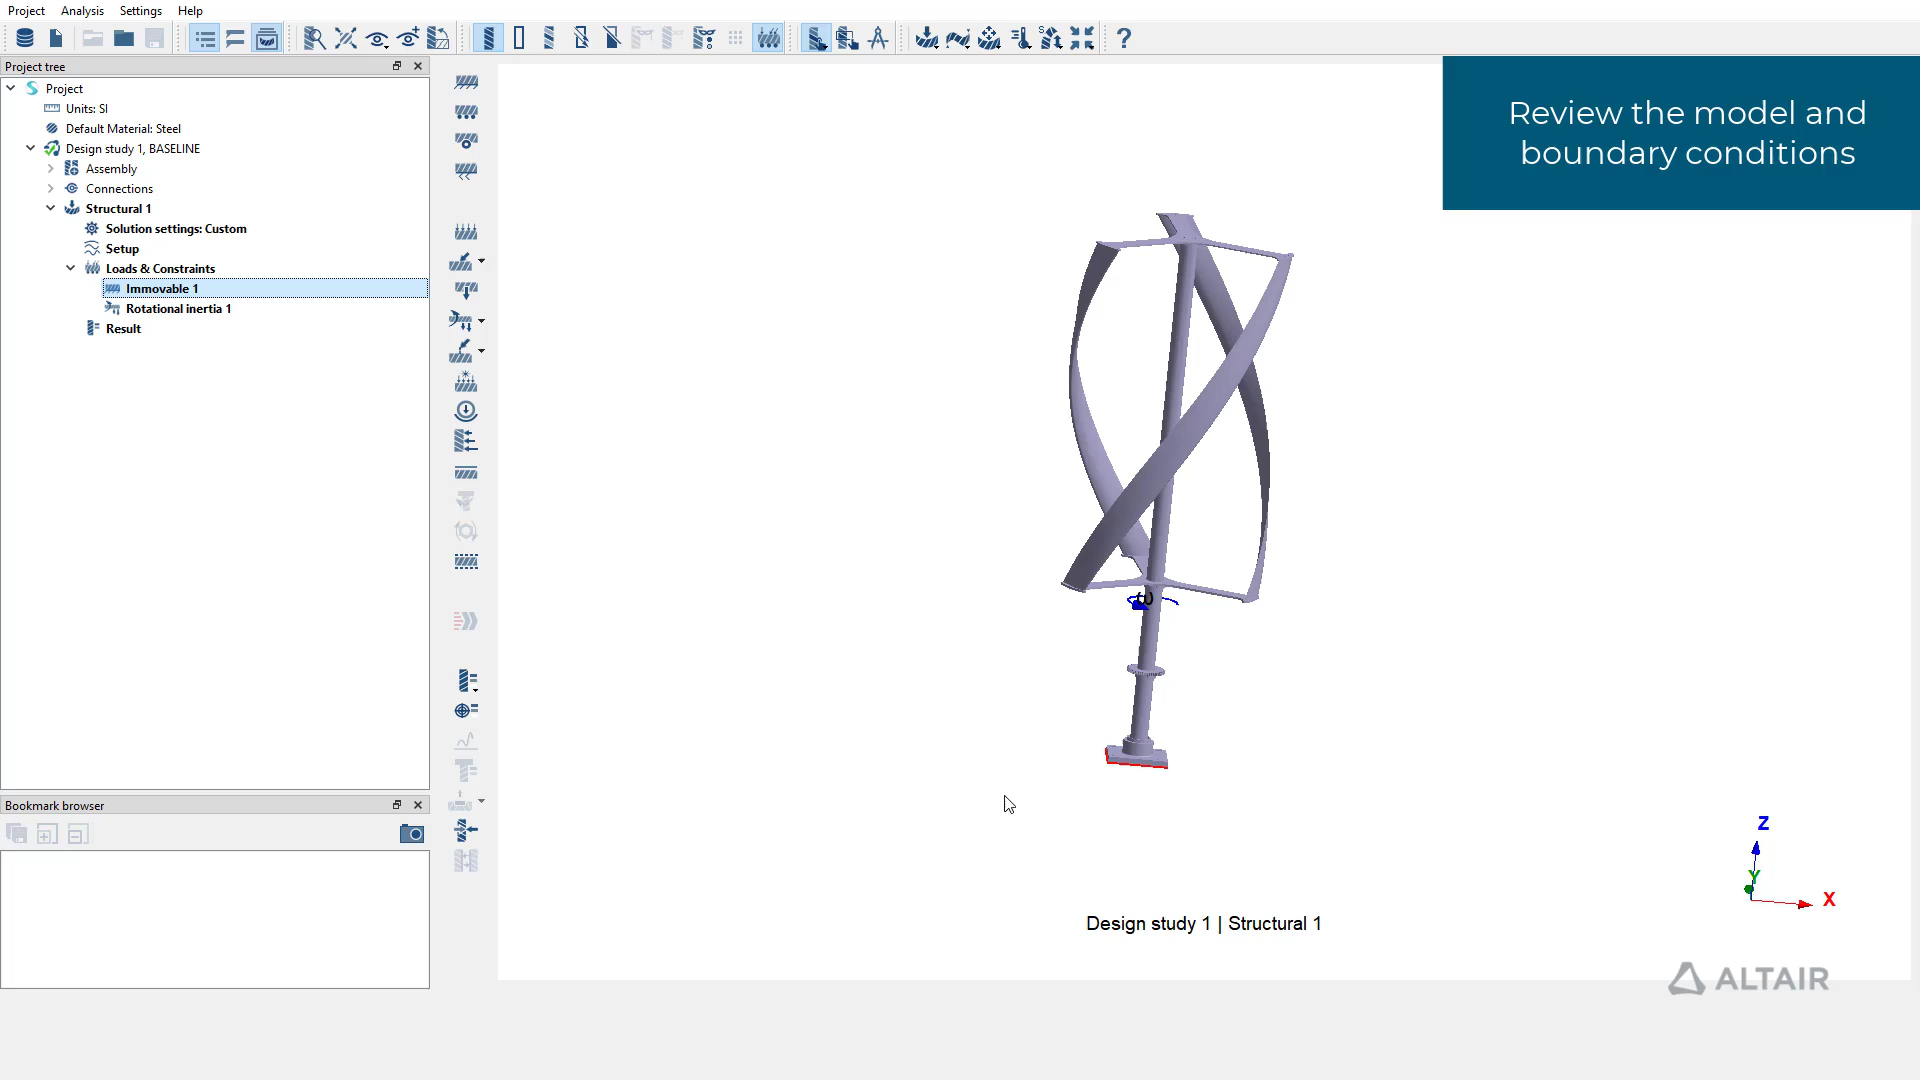 Project Analysis Settings Help
Project tree
Project
Units: SI
Default Material: Steel
Design study 1, BASELINE
Assembly
Connections
Structural 1
Solution settings: Custom
Setup
Loads & Constraints
Immovable 1
Rotational inertia 1
Result
Bookmark browser
Review the model and
boundary conditions
ω
Z
Y
X
Design study 1 | Structural 1
ALTAIR